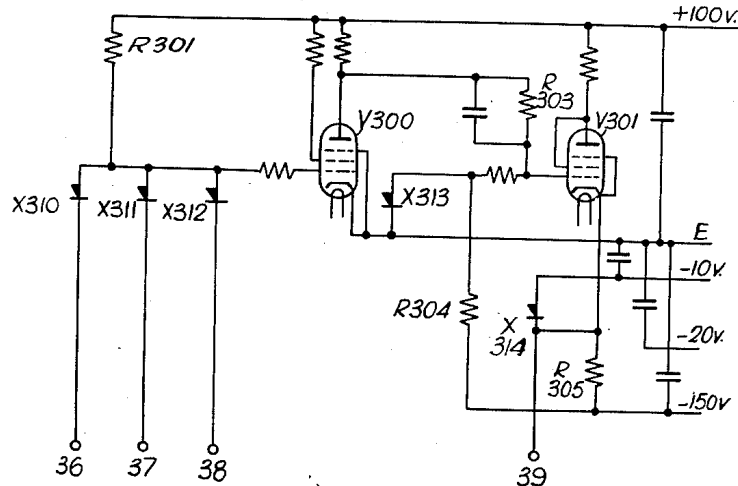 +100v.
R301
R
303
V300
V301
X310
X311
X312
X313
E
-10v.
R304
X
314
-20v.
R
305
-150v
36
37
38
39